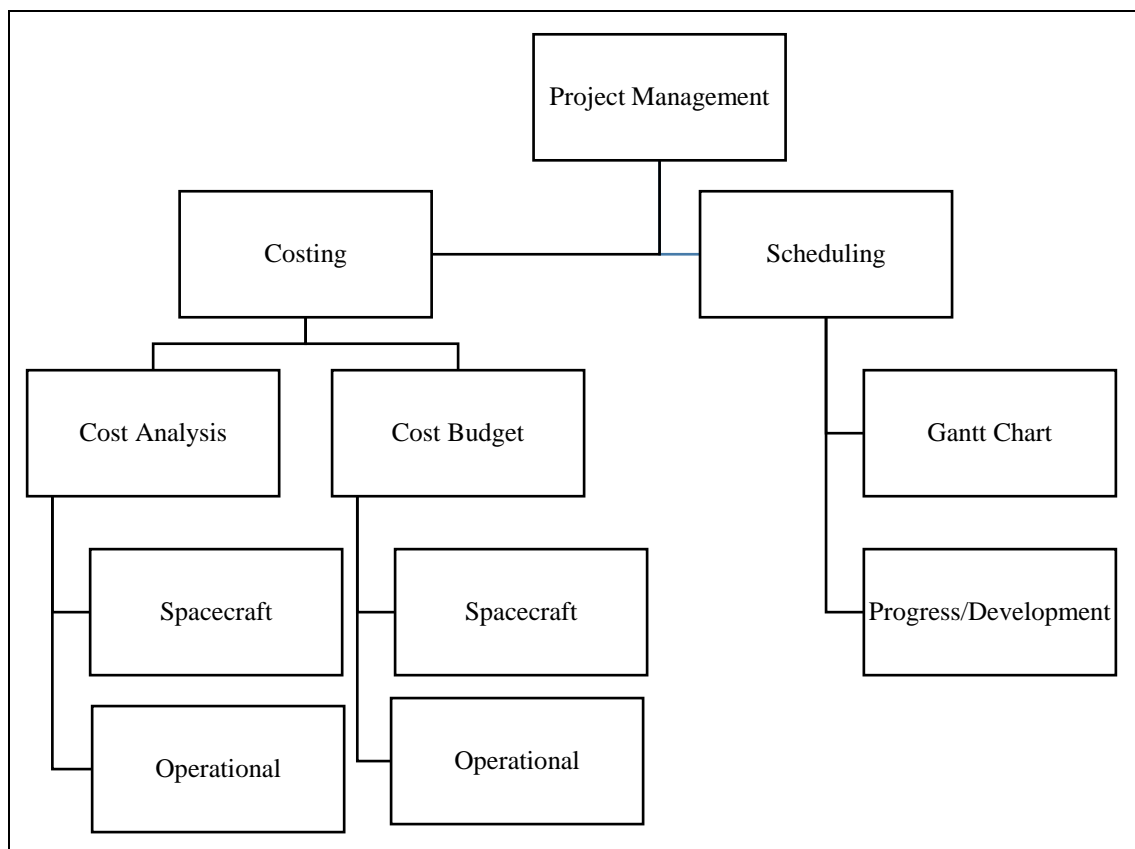 Project Management
Costing
Scheduling
Cost Analysis
Cost Budget
Gantt Chart
Spacecraft
Spacecraft
Progress/Development
Operational
Operational